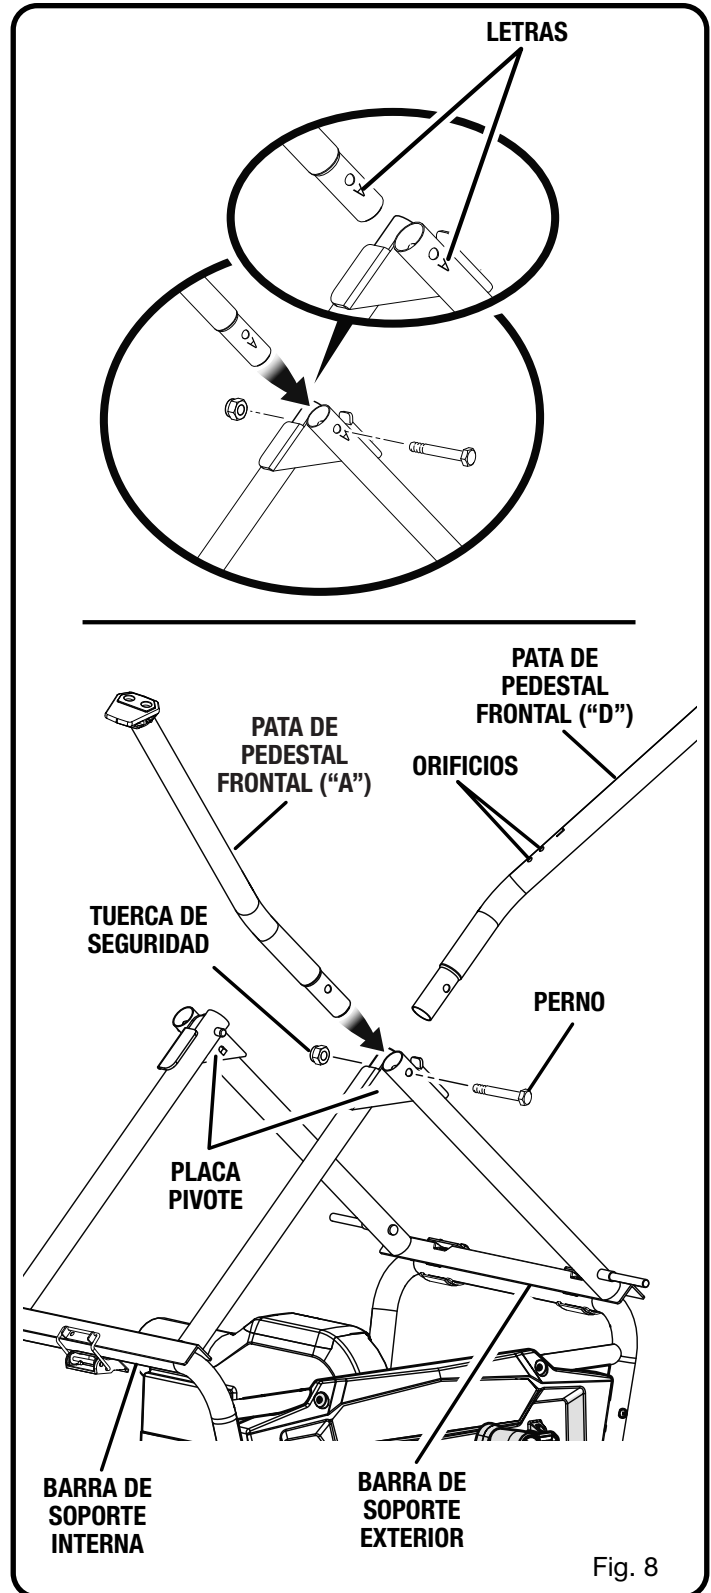 LETRAS
A
A
A
A
PATA DE
PEDESTAL
FRONTAL (“D”)
PATA DE
PEDESTAL
FRONTAL (“A”)
ORIFICIOS
TUERCA DE
SEGURIDAD
PERNO
PLACA
PIVOTE
BARRA DE
SOPORTE
INTERNA
BARRA DE
SOPORTE
EXTERIOR
Fig. 8